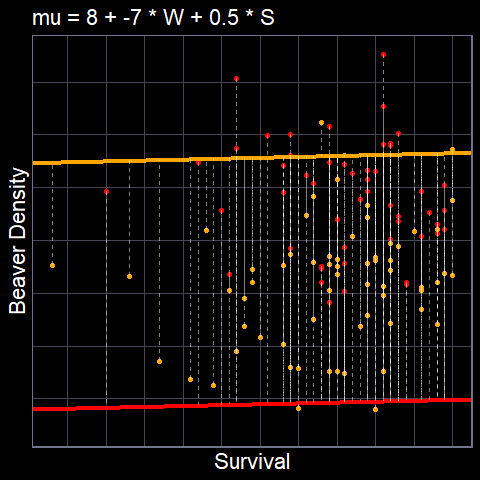 mu = 8 + -7 * W + 0.5 * S
Beaver Density
Survival